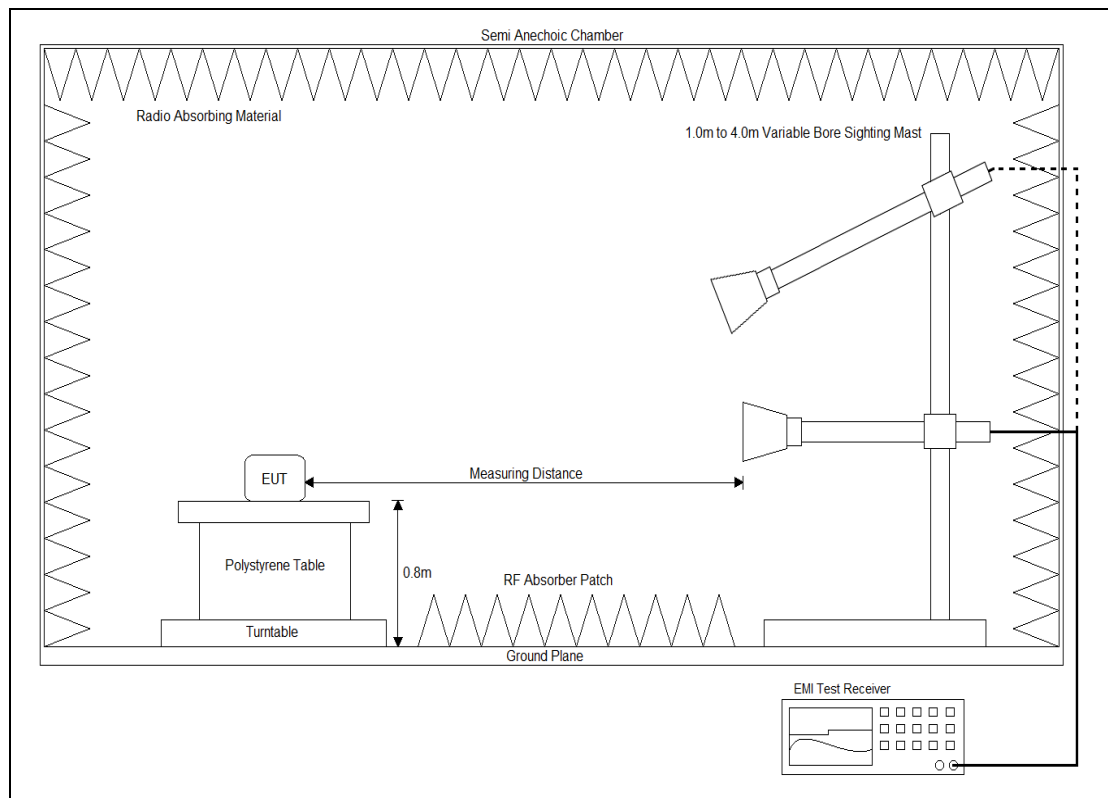 Semi Anechoic Chamber
Radio Absorbing Material
1.0m to 4.0m Variable Bore Sighting Mast
EUT
Measuring Distance
Polystyrene Table
0.8m
RF Absorber Patch
Turntable
Ground Plane
EMI Test Receiver